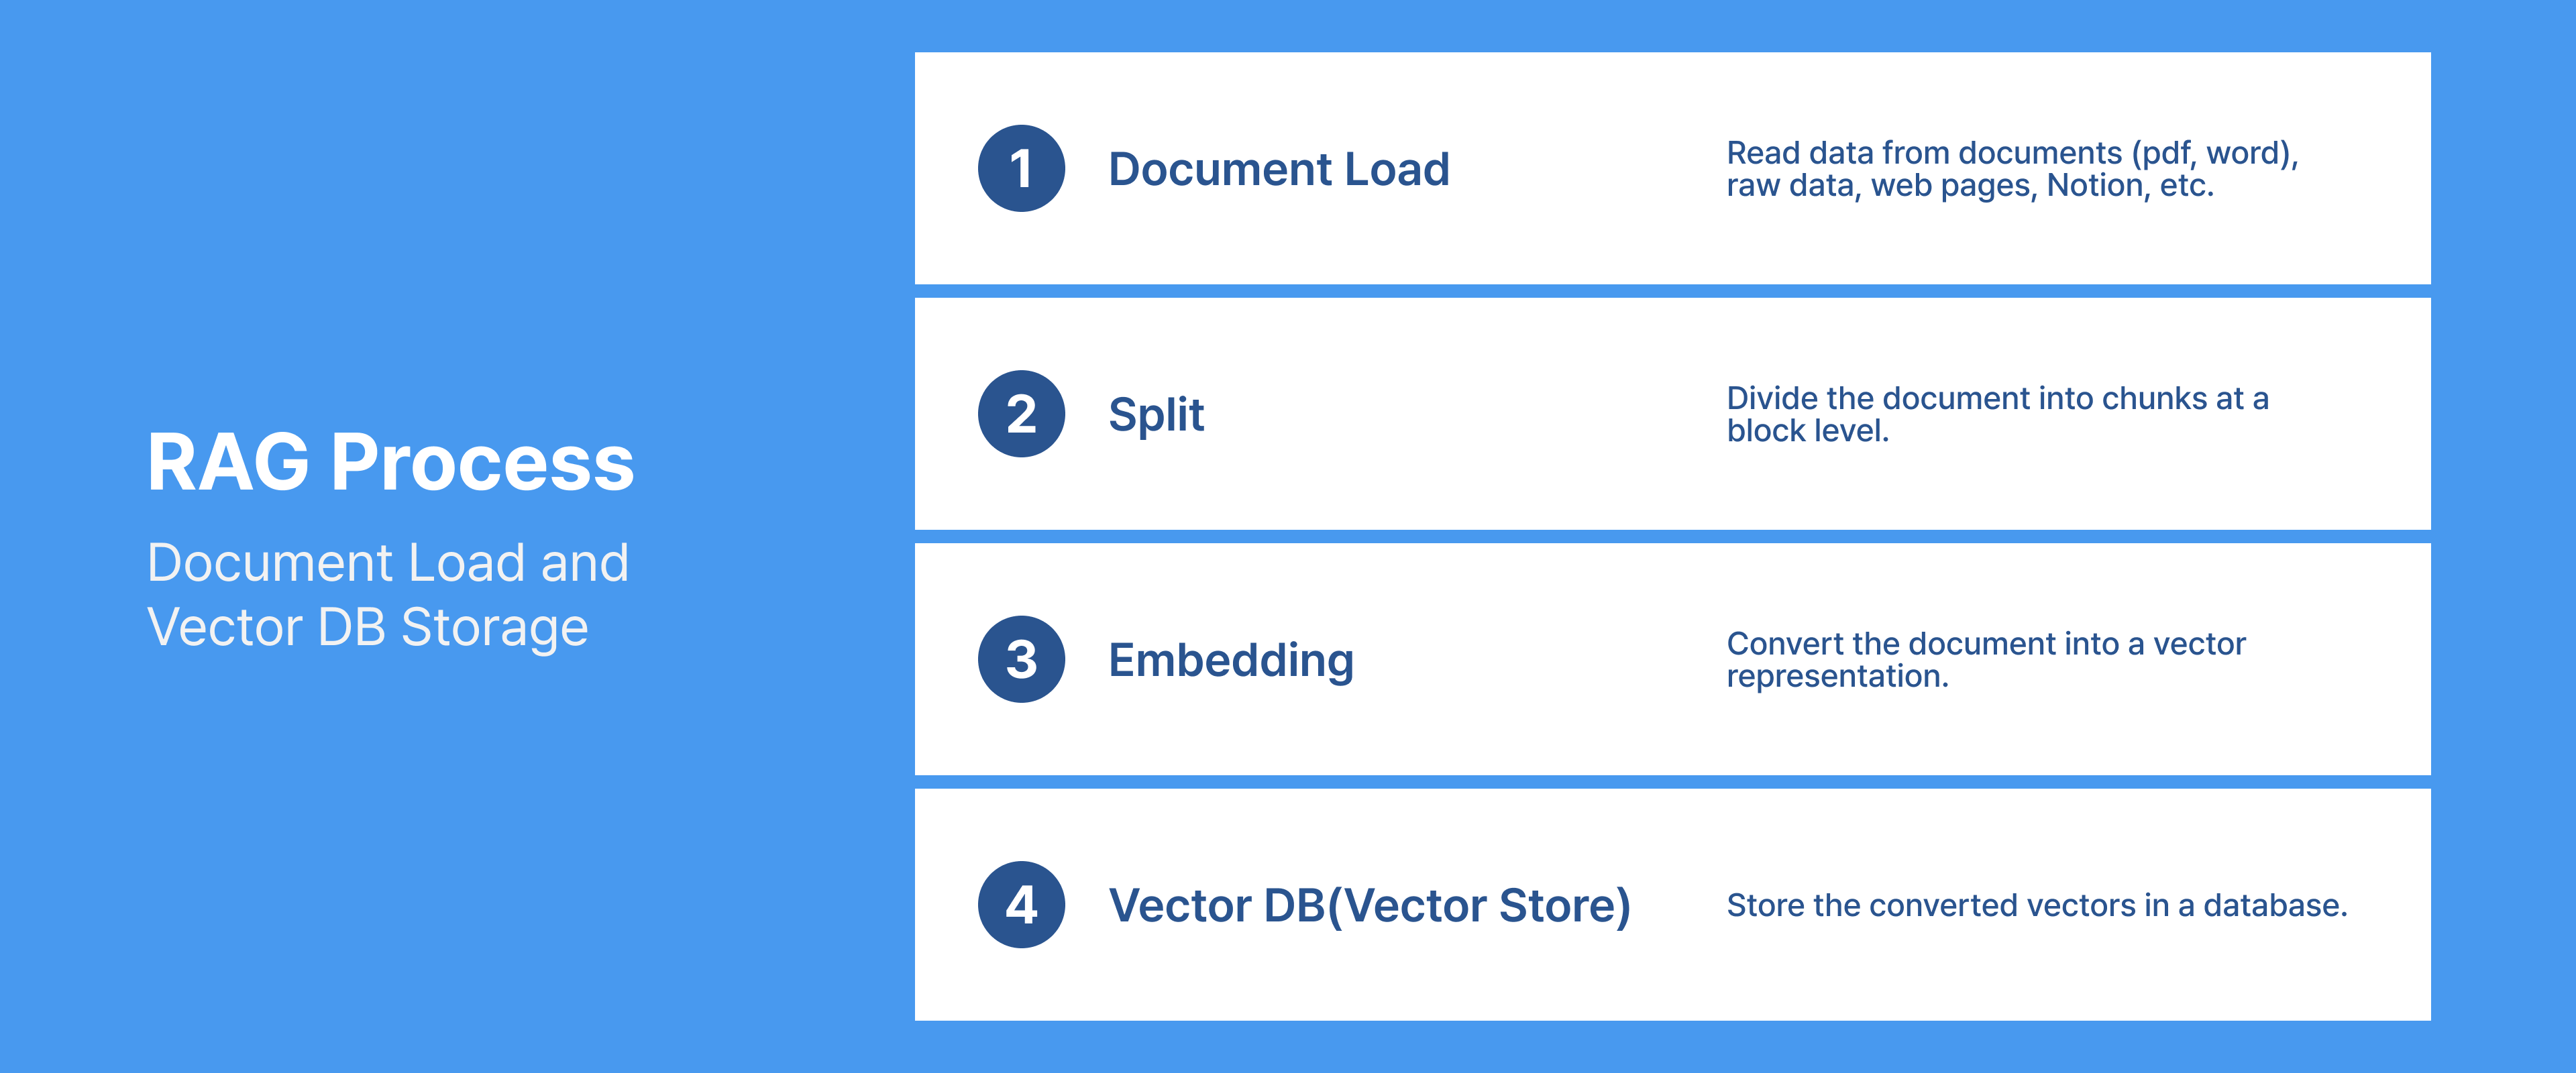 RAG Process
Document Load and
Vector DB Storage
1
Document Load
Read data from documents (pdf, word),
raw data, web pages, Notion, etc.
2
Split
Divide the document into chunks at a
block level.
3
Embedding
Convert the document into a vector
representation.
4
Vector DB(Vector Store)
Store the converted vectors in a database.